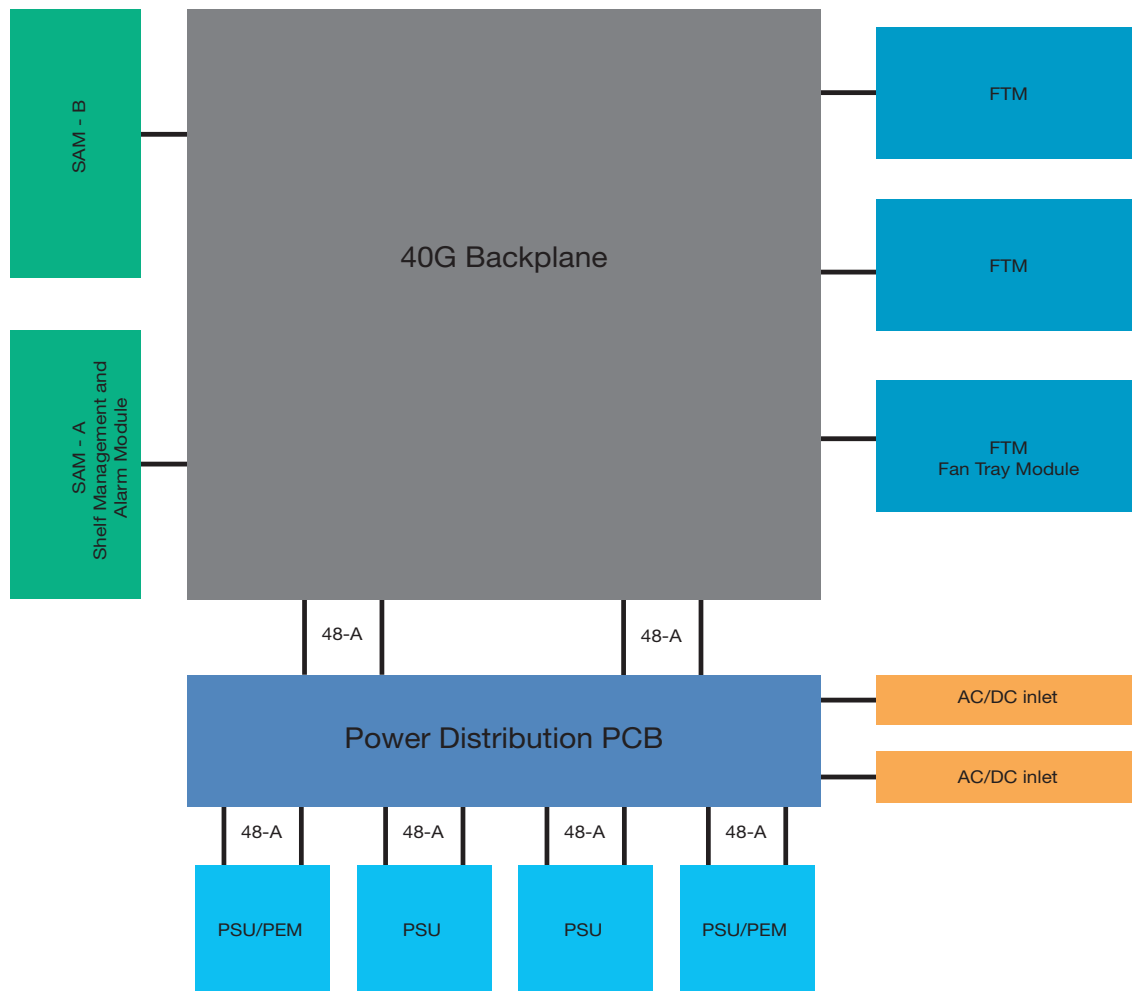 SAM - B
40G Backplane
FTM
FTM
SAM - A
Shelf Management and
Alarm Module
FTM
Fan Tray Module
48-A
48-A
Power Distribution PCB
AC/DC inlet
AC/DC inlet
48-A
48-A
48-A
48-A
PSU/PEM
PSU
PSU
PSU/PEM